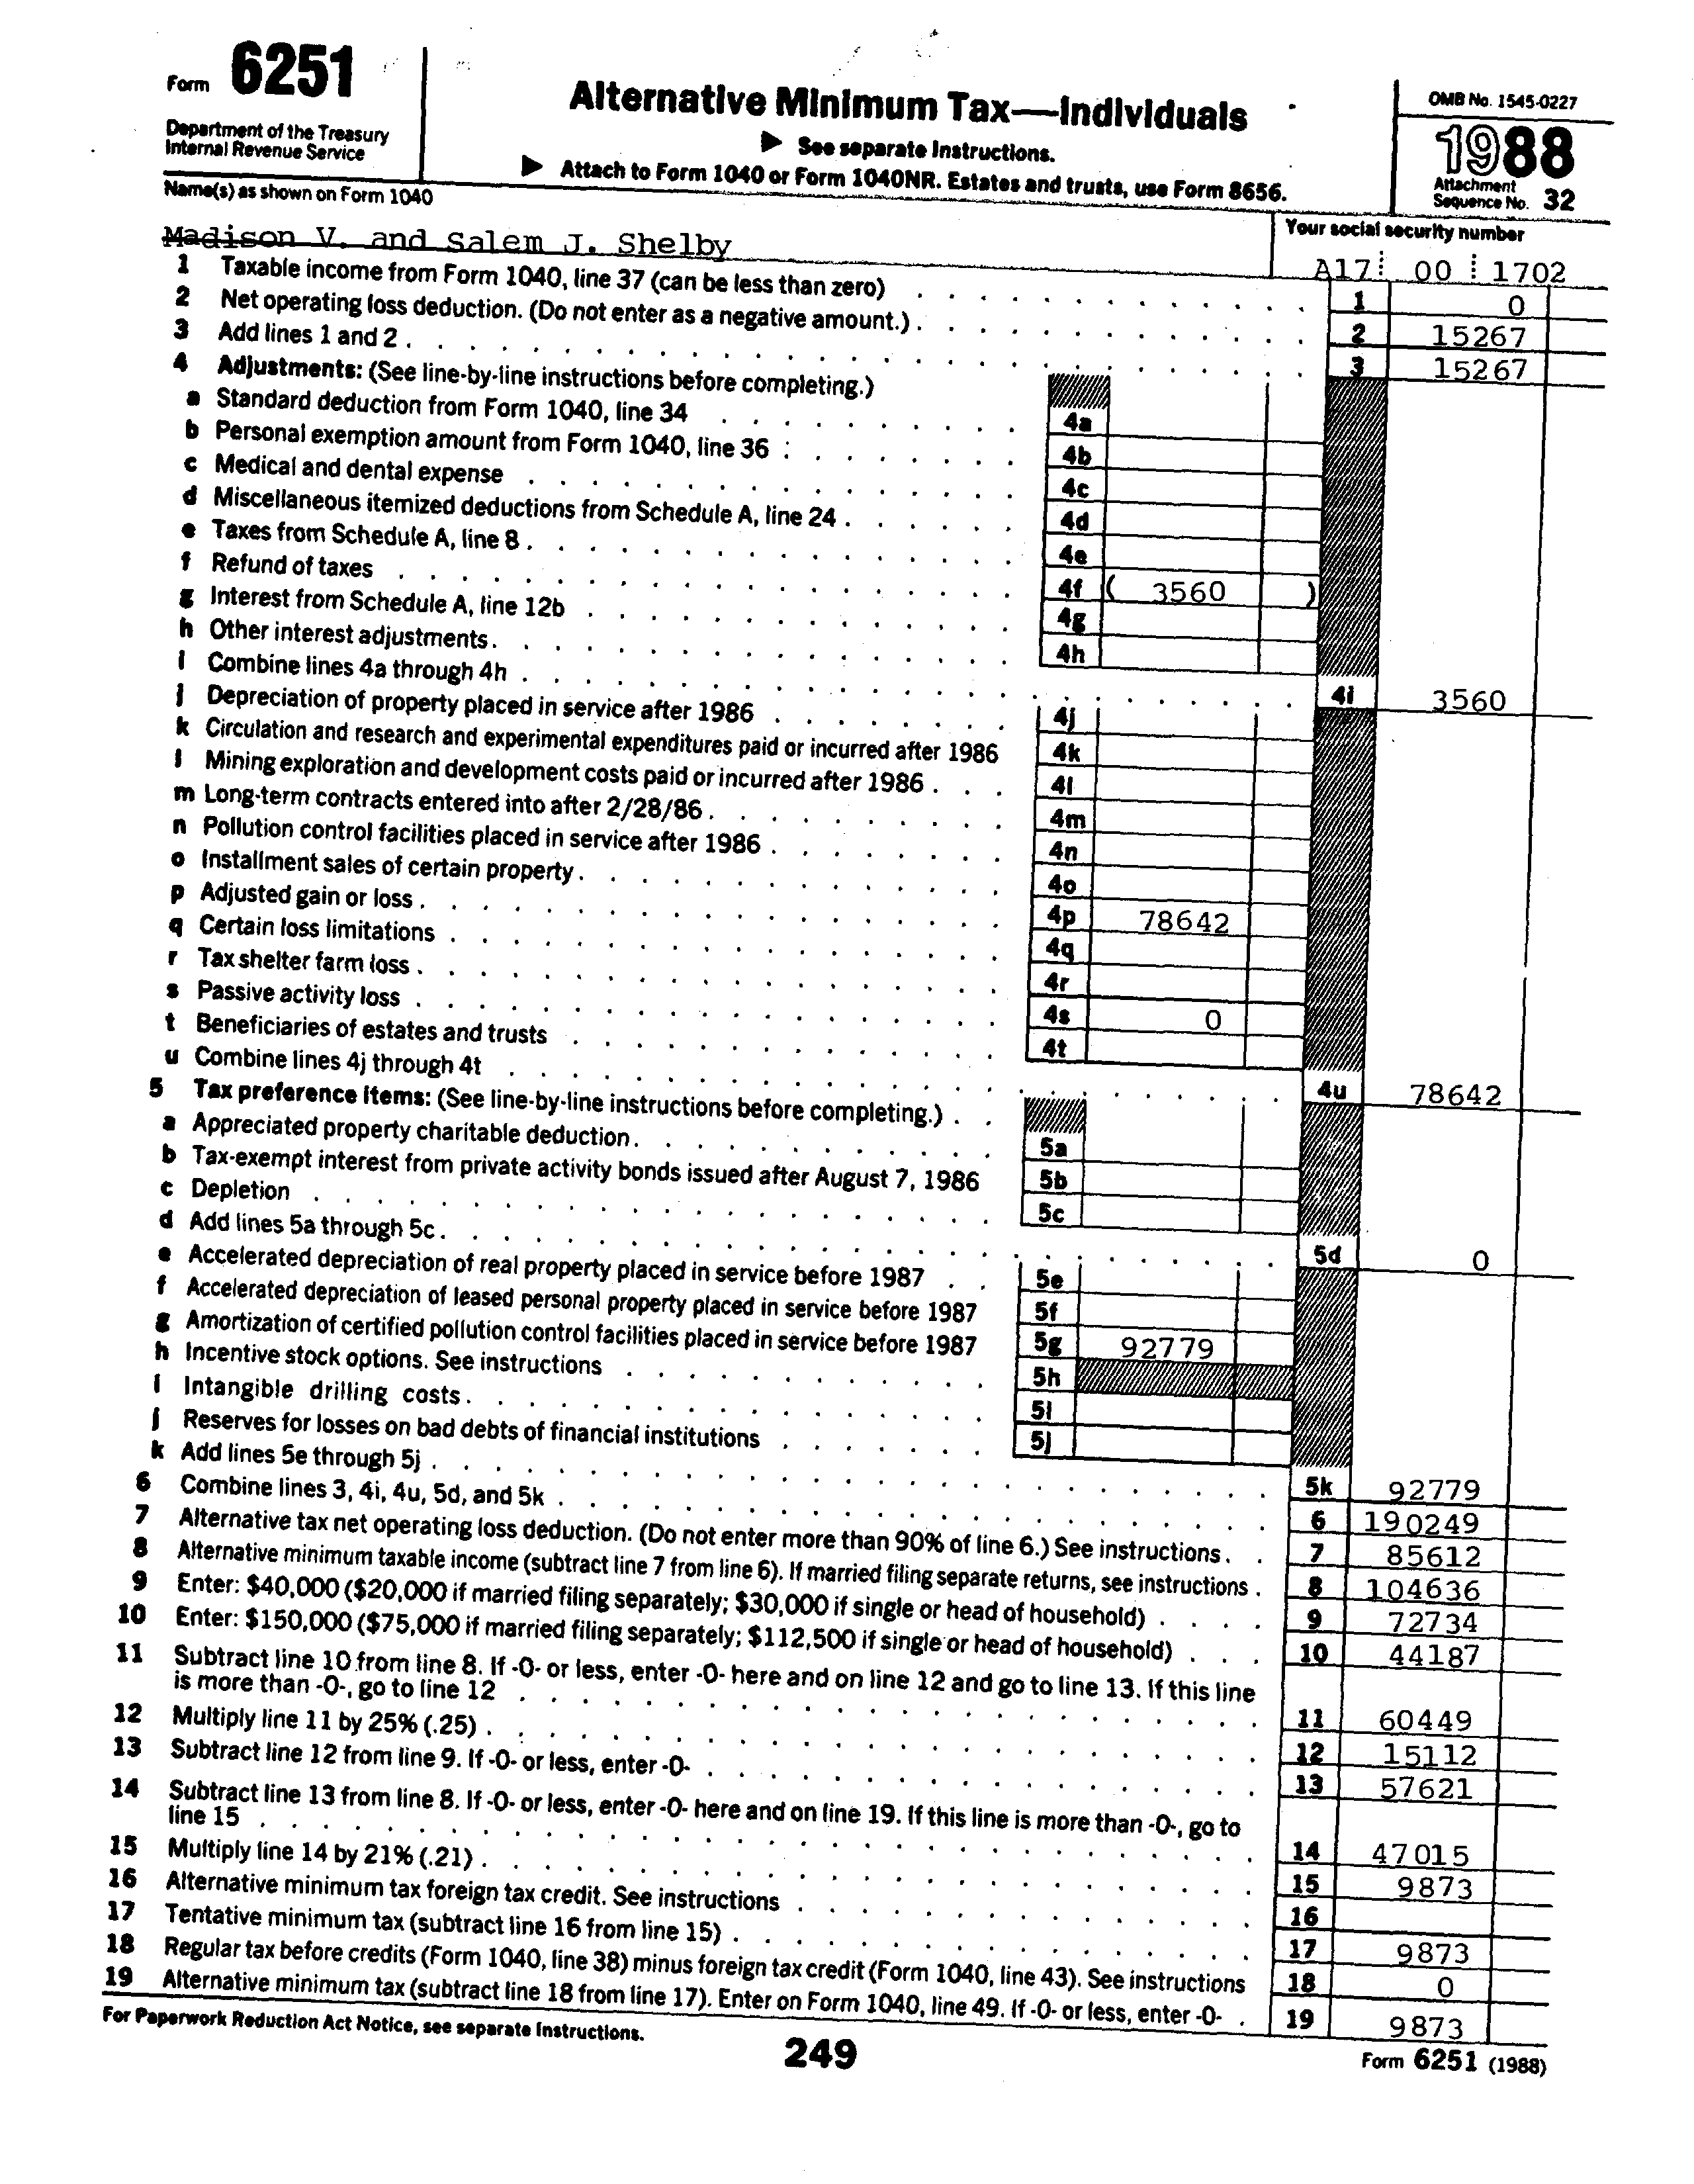 Form 6251
Department of the Treasury
Internal Revenue Service
Alternative Minimum Tax—Individuals
▶ See separate Instructions.
▶ Attach to Form 1040 or Form 1040NR. Estates and trusts, use Form 8656.
OMB No. 1545-0227
1988
Attachment
Sequence No. 32
Name(s) as shown on Form 1040
Your social security number
Madison V. and Salem J. Shelby
A17 00 1702
1 Taxable income from Form 1040, line 37 (can be less than zero) 1 0
2 Net operating loss deduction. (Do not enter as a negative amount.) 2 15267
3 Add lines 1 and 2 3 15267
4 Adjustments: (See line-by-line instructions before completing.)
a Standard deduction from Form 1040, line 34 4a
b Personal exemption amount from Form 1040, line 36 4b
c Medical and dental expense 4c
d Miscellaneous itemized deductions from Schedule A, line 24 4d
e Taxes from Schedule A, line 8 4e
f Refund of taxes 4f ( 3560 )
g Interest from Schedule A, line 12b 4g
h Other interest adjustments 4h
i Combine lines 4a through 4h 4i 3560
j Depreciation of property placed in service after 1986 4j
k Circulation and research and experimental expenditures paid or incurred after 1986 4k
l Mining exploration and development costs paid or incurred after 1986 4l
m Long-term contracts entered into after 2/28/86 4m
n Pollution control facilities placed in service after 1986 4n
o Installment sales of certain property 4o
p Adjusted gain or loss 4p 78642
q Certain loss limitations 4q
r Tax shelter farm loss 4r
s Passive activity loss 4s 0
t Beneficiaries of estates and trusts 4t
u Combine lines 4j through 4t 4u 78642
5 Tax preference items: (See line-by-line instructions before completing.)
a Appreciated property charitable deduction 5a
b Tax-exempt interest from private activity bonds issued after August 7, 1986 5b
c Depletion 5c
d Add lines 5a through 5c 5d 0
e Accelerated depreciation of real property placed in service before 1987 5e
f Accelerated depreciation of leased personal property placed in service before 1987 5f
g Amortization of certified pollution control facilities placed in service before 1987 5g 92779
h Incentive stock options. See instructions 5h
i Intangible drilling costs 5i
j Reserves for losses on bad debts of financial institutions 5j
k Add lines 5e through 5j 5k 92779
6 Combine lines 3, 4i, 4u, 5d, and 5k 6 190249
7 Alternative tax net operating loss deduction. (Do not enter more than 90% of line 6.) See instructions 7 85612
8 Alternative minimum taxable income (subtract line 7 from line 6). If married filing separate returns, see instructions 8 104636
9 Enter: $40,000 ($20,000 if married filing separately; $30,000 if single or head of household) 9 72734
10 Enter: $150,000 ($75,000 if married filing separately; $112,500 if single or head of household) 10 44187
11 Subtract line 10 from line 8. If -0- or less, enter -0- here and on line 12 and go to line 13. If this line
is more than -0-, go to line 12 11 60449
12 Multiply line 11 by 25% (.25) 12 15112
13 Subtract line 12 from line 9. If -0- or less, enter -0- 13 57621
14 Subtract line 13 from line 8. If -0- or less, enter -0- here and on line 19. If this line is more than -0-, go to
line 15 14 47015
15 Multiply line 14 by 21% (.21) 15 9873
16 Alternative minimum tax foreign tax credit. See instructions 16
17 Tentative minimum tax (subtract line 16 from line 15) 17 9873
18 Regular tax before credits (Form 1040, line 38) minus foreign tax credit (Form 1040, line 43). See instructions 18 0
19 Alternative minimum tax (subtract line 18 from line 17). Enter on Form 1040, line 49. If -0- or less, enter -0- 19 9873
For Paperwork Reduction Act Notice, see separate Instructions.
249
Form 6251 (1988)